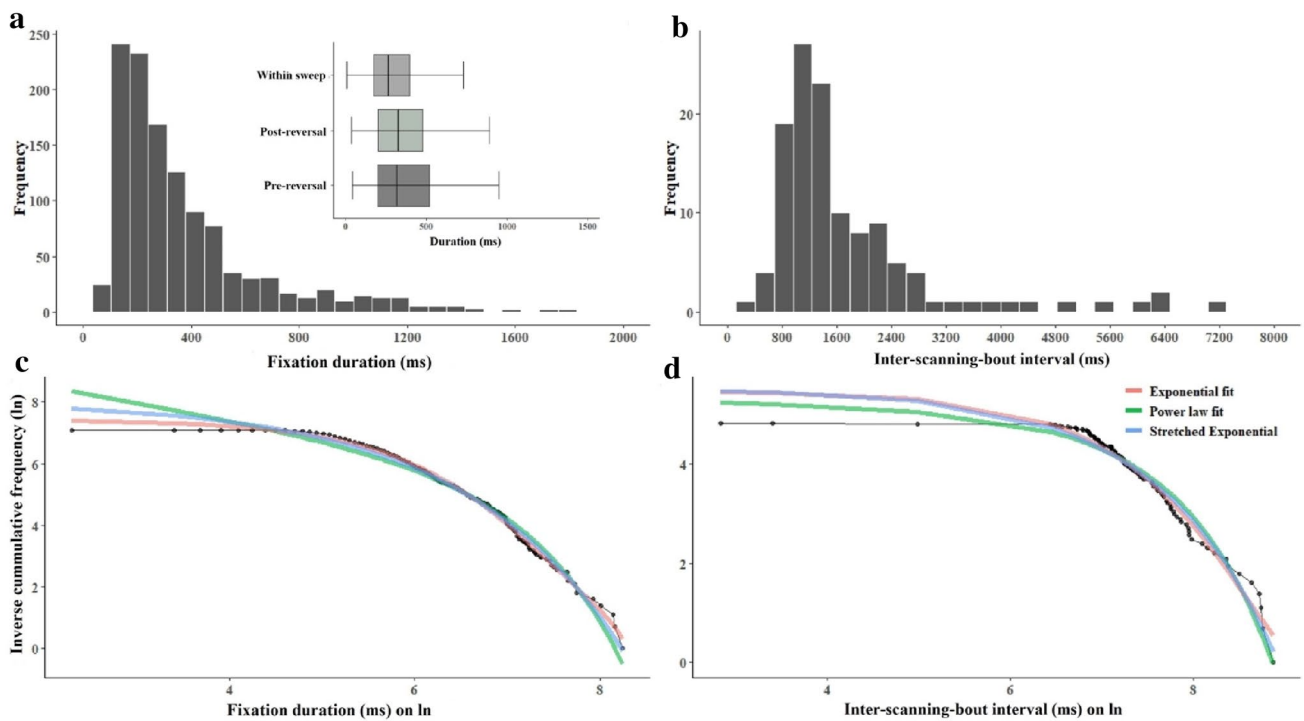 a
250
200
150
100
50
0
Frequency
Within sweep
Post-reversal
Pre-reversal
0 500 1000 1500
Duration (ms)
0 400 800 1200 1600 2000
Fixation duration (ms)
b
20
10
0
Frequency
0 800 1600 2400 3200 4000 4800 5600 6400 7200 8000
Inter-scanning-bout interval (ms)
c
8
6
4
2
0
Inverse cummulative frequency (ln)
4 6 8
Fixation duration (ms) on ln
d
Exponential fit
Power law fit
Stretched Exponential
4
2
0
4 6 8
Inter-scanning-bout interval (ms) on ln